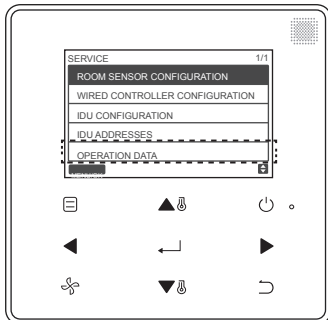 SERVICE 1/1
ROOM SENSOR CONFIGURATION
WIRED CONTROLLER CONFIGURATION
IDU CONFIGURATION
IDU ADDRESSES
OPERATION DATA